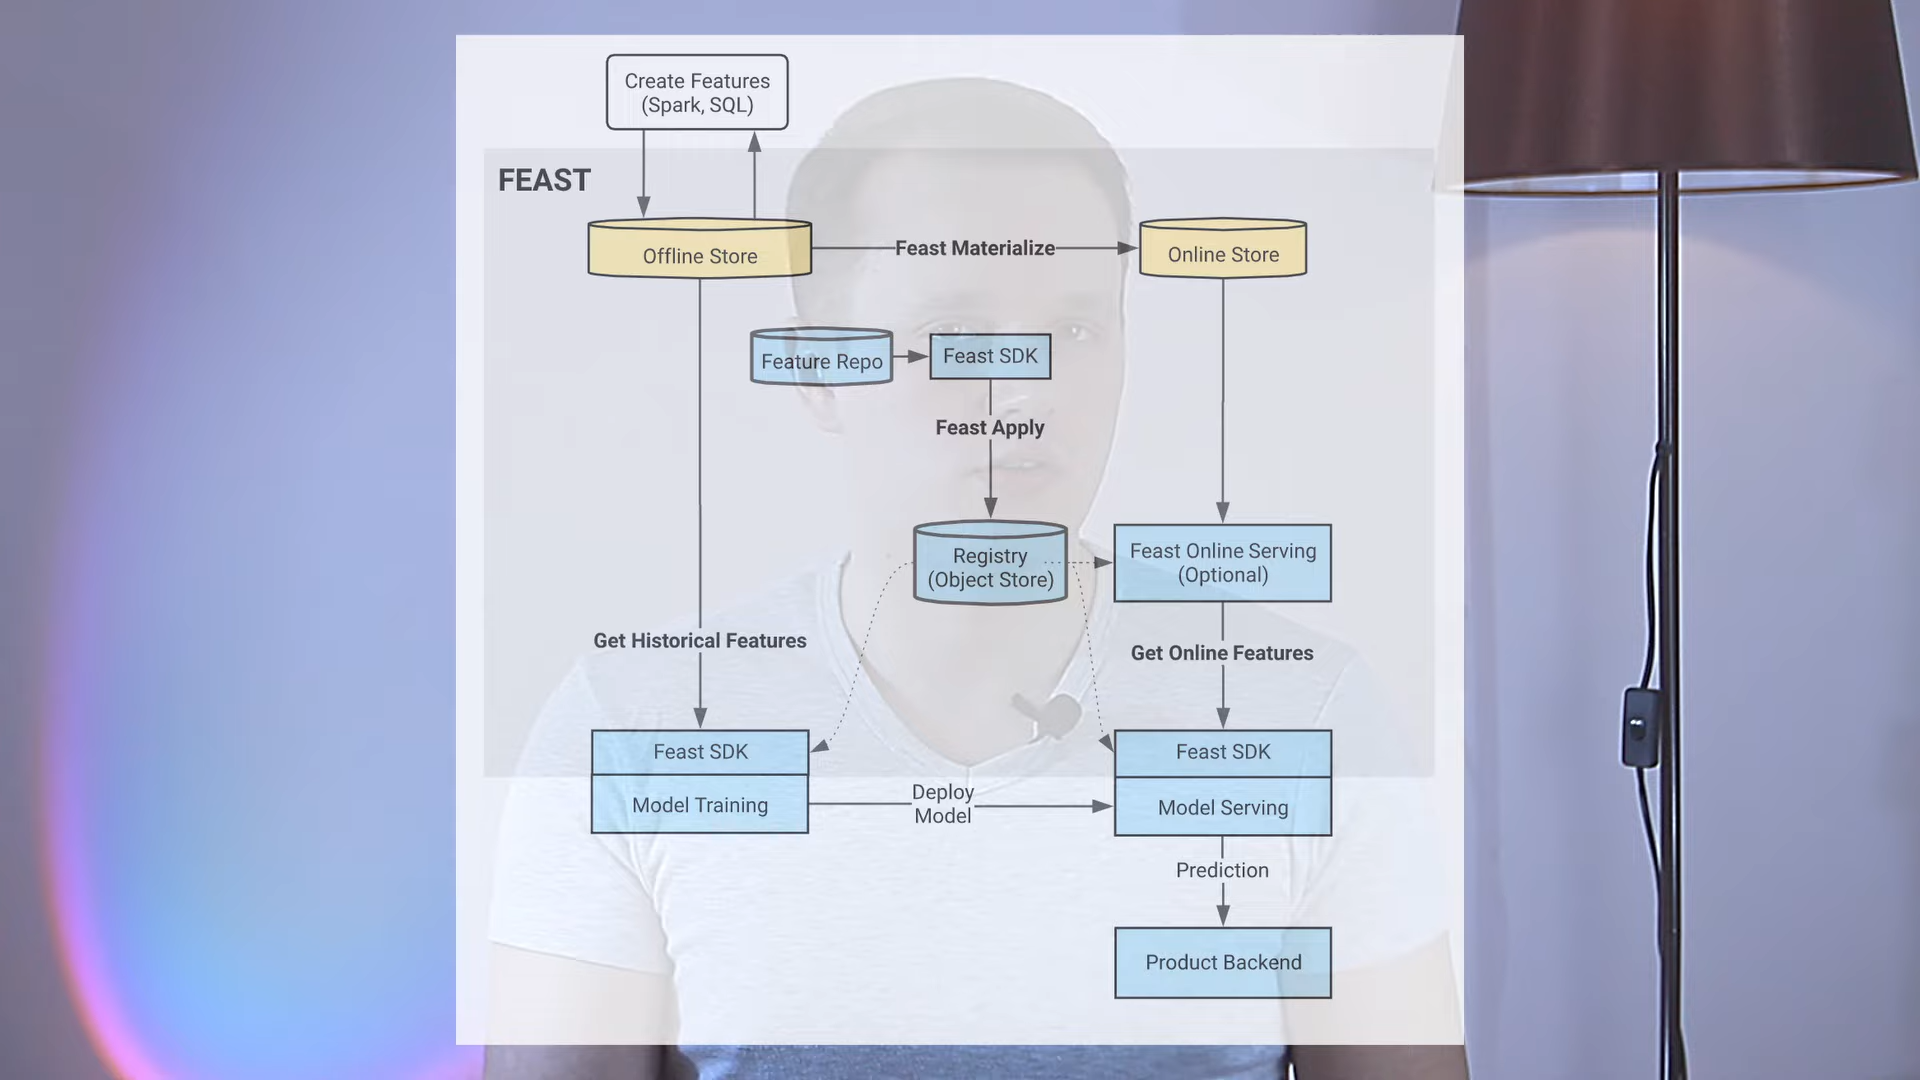 Create Features
(Spark, SQL)
FEAST
Offline Store
Feast Materialize
Online Store
Feature Repo
Feast SDK
Feast Apply
Registry
(Object Store)
Feast Online Serving
(Optional)
Get Historical Features
Get Online Features
Feast SDK
Feast SDK
Model Training
Deploy
Model
Model Serving
Prediction
Product Backend